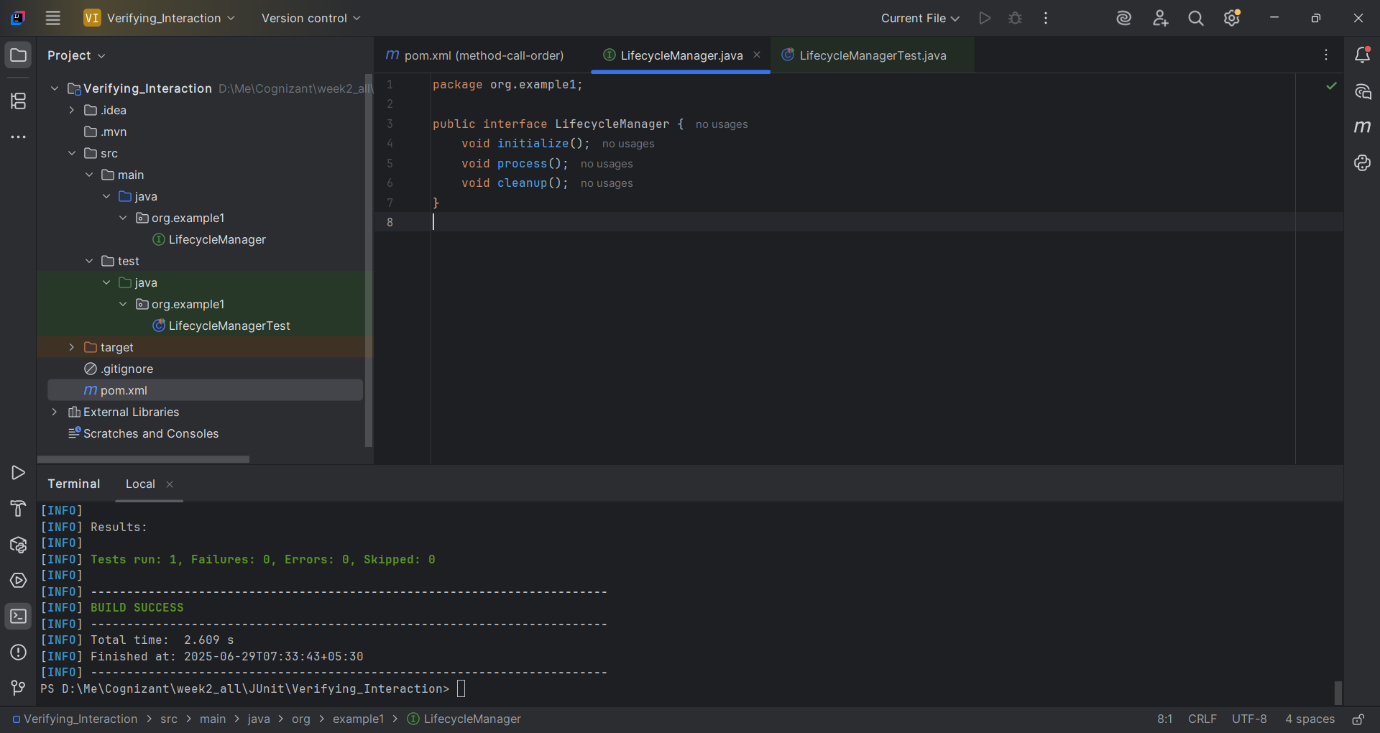 VI Verifying_Interaction Version control Current File
Project
pom.xml (method-call-order) LifecycleManager.java LifecycleManagerTest.java
Verifying_Interaction D:\Me\Cognizant\week2_all\
.idea
.mvn
src
main
java
org.example1
LifecycleManager
test
java
org.example1
LifecycleManagerTest
target
.gitignore
pom.xml
External Libraries
Scratches and Consoles
1 package org.example1;
2
3 public interface LifecycleManager { no usages
4 void initialize(); no usages
5 void process(); no usages
6 void cleanup(); no usages
7 }
8
Terminal Local
[INFO]
[INFO] Results:
[INFO]
[INFO] Tests run: 1, Failures: 0, Errors: 0, Skipped: 0
[INFO]
[INFO] ------------------------------------------------------------------------
[INFO] BUILD SUCCESS
[INFO] ------------------------------------------------------------------------
[INFO] Total time:  2.609 s
[INFO] Finished at: 2025-06-29T07:33:43+05:30
[INFO] ------------------------------------------------------------------------
PS D:\Me\Cognizant\week2_all\JUnit\Verifying_Interaction>
Verifying_Interaction > src > main > java > org > example1 > LifecycleManager 8:1 CRLF UTF-8 4 spaces